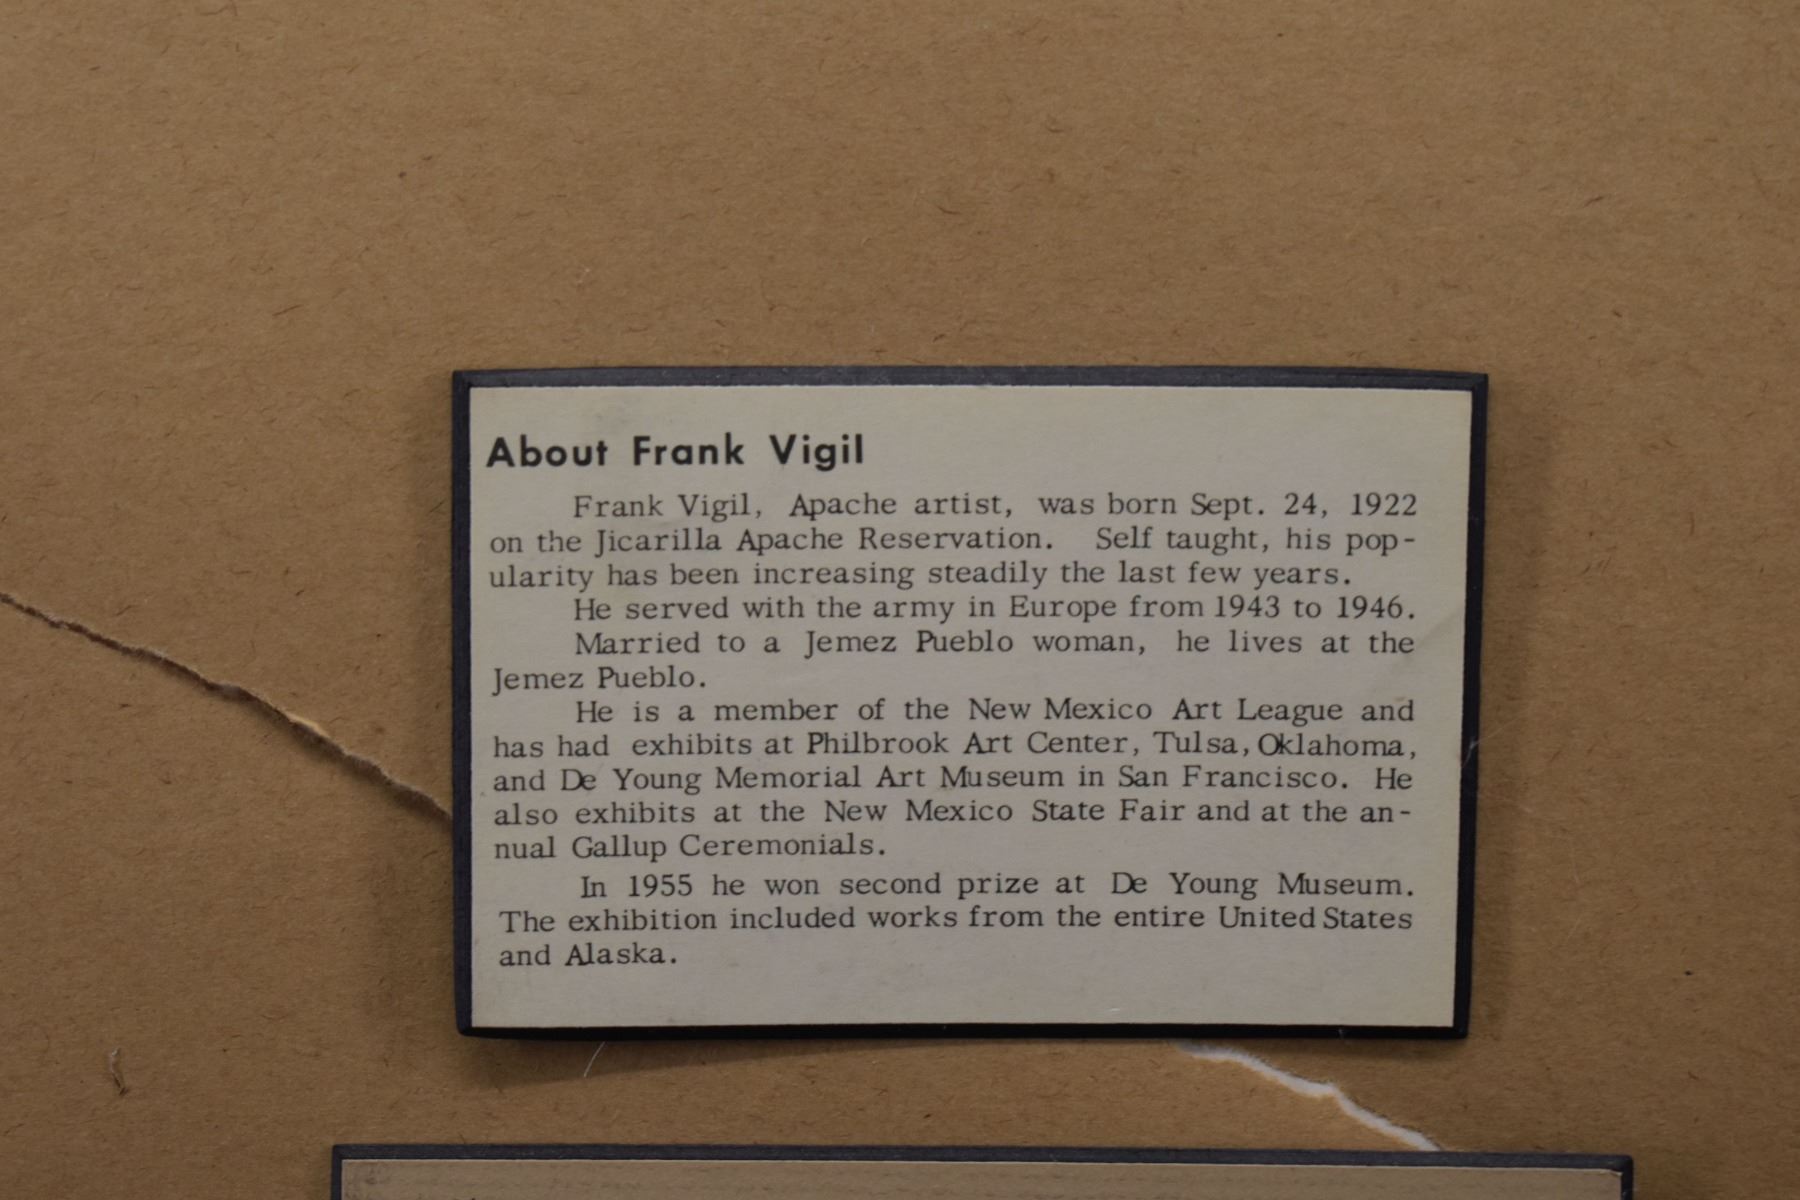 About Frank Vigil
Frank Vigil, Apache artist, was born Sept. 24, 1922
on the Jicarilla Apache Reservation. Self taught, his pop-
ularity has been increasing steadily the last few years.
He served with the army in Europe from 1943 to 1946.
Married to a Jemez Pueblo woman, he lives at the
Jemez Pueblo.
He is a member of the New Mexico Art League and
has had exhibits at Philbrook Art Center, Tulsa, Oklahoma,
and De Young Memorial Art Museum in San Francisco. He
also exhibits at the New Mexico State Fair and at the an-
nual Gallup Ceremonials.
In 1955 he won second prize at De Young Museum.
The exhibition included works from the entire United States
and Alaska.